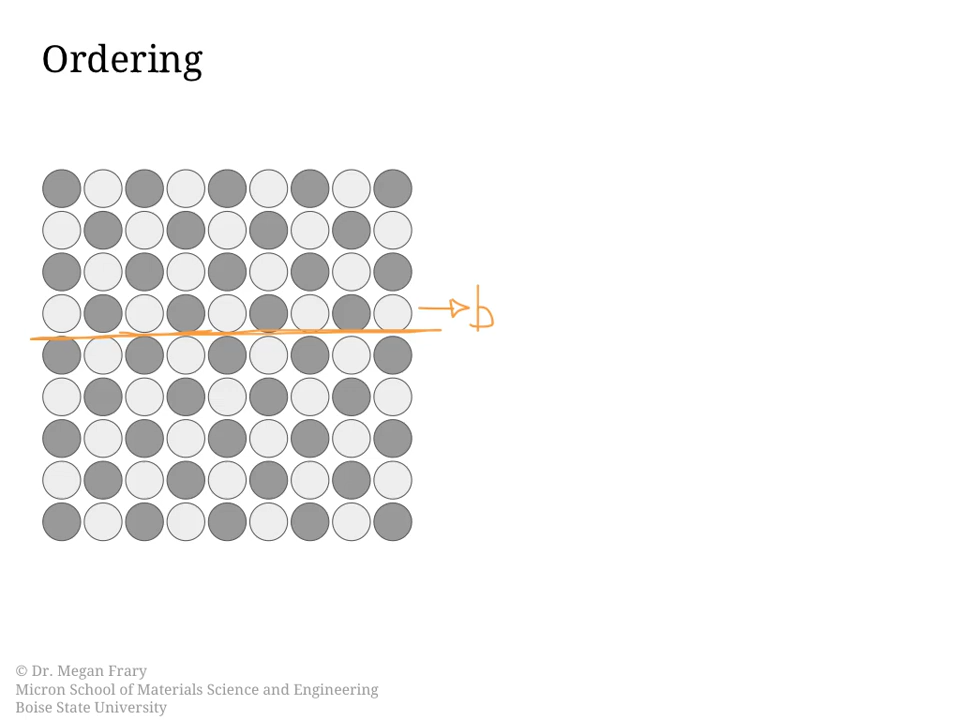 Ordering
b
© Dr. Megan Frary
Micron School of Materials Science and Engineering
Boise State University